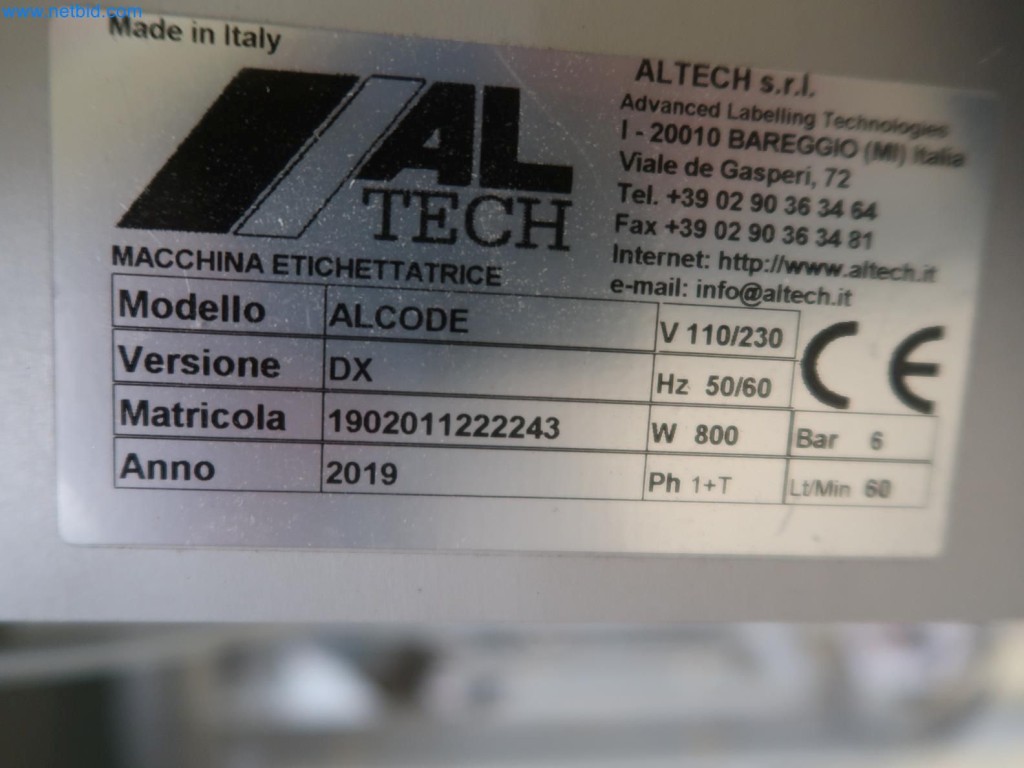 www.netbid.com
Made in Italy
AL
TECH
ALTECH s.r.l.
Advanced Labelling Technologies
I - 20010 BAREGGIO (MI) Italia
Viale de Gasperi, 72
Tel. +39 02 90 36 34 64
Fax +39 02 90 36 34 81
Internet: http://www.altech.it
e-mail: info@altech.it
MACCHINA ETICHETTATRICE
Modello ALCODE V 110/230
Versione DX Hz 50/60
Matricola 1902011222243 W 800 Bar 6
Anno 2019 Ph 1+T Lt/Min 60
CE